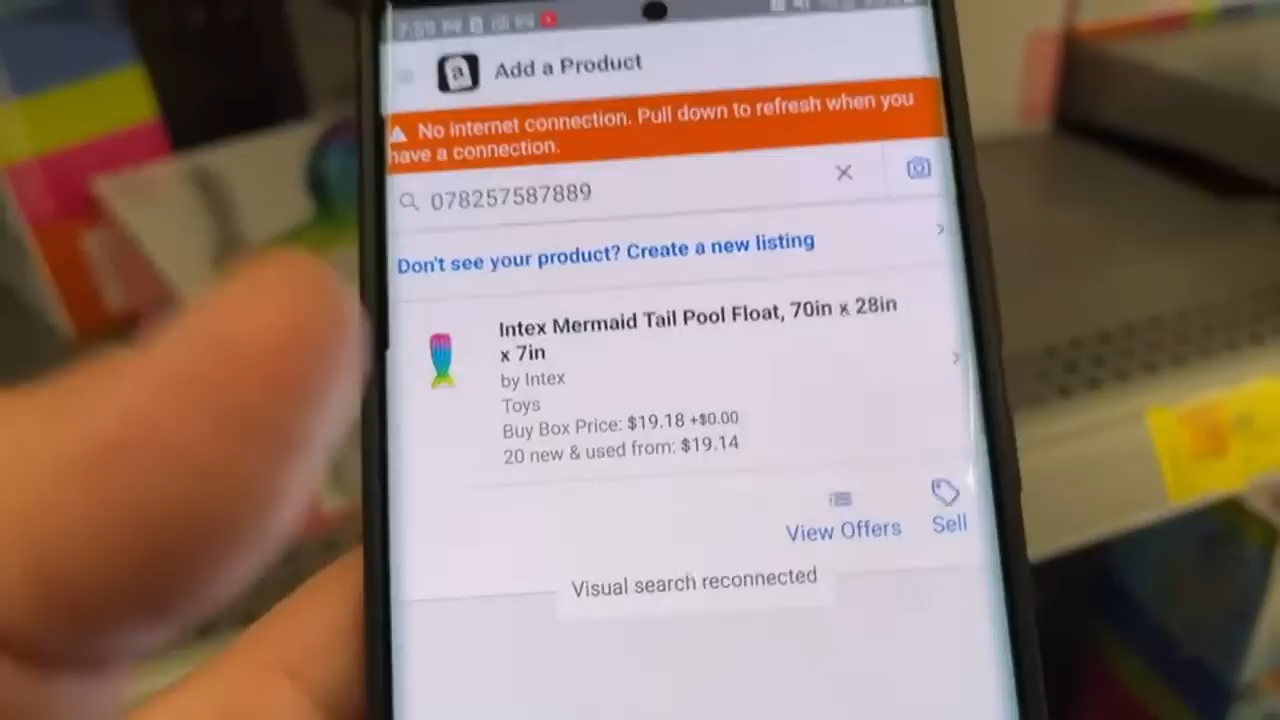 Add a Product
No internet connection. Pull down to refresh when you
have a connection.
078257587889
Don't see your product? Create a new listing
Intex Mermaid Tail Pool Float, 70in x 28in
x 7in
by Intex
Toys
Buy Box Price: $19.18 +$0.00
20 new & used from: $19.14
View Offers
Sell
Visual search reconnected